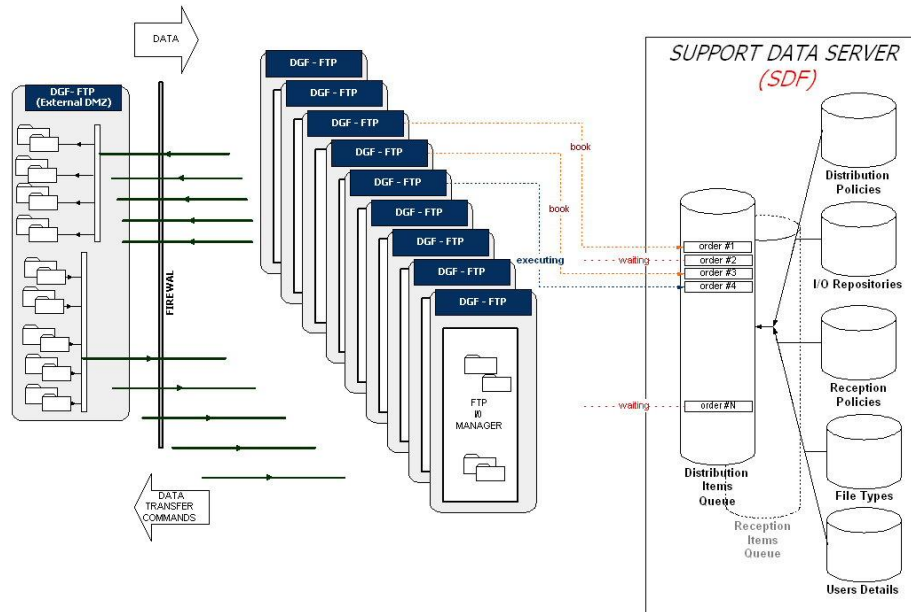 DATA
DGF- FTP
(External DMZ)
FIREWAL
DATA
TRANSFER
COMMANDS
DGF - FTP
DGF - FTP
DGF - FTP
DGF - FTP
DGF - FTP
DGF - FTP
DGF - FTP
DGF - FTP
DGF - FTP
FTP
I/O
MANAGER
book
book
executing
waiting
waiting
SUPPORT DATA SERVER
(SDF)
order #1
order #2
order #3
order #4
order #N
Distribution
Items
Queue
Reception
Items
Queue
Distribution
Policies
I/O Repositories
Reception
Policies
File Types
Users Details